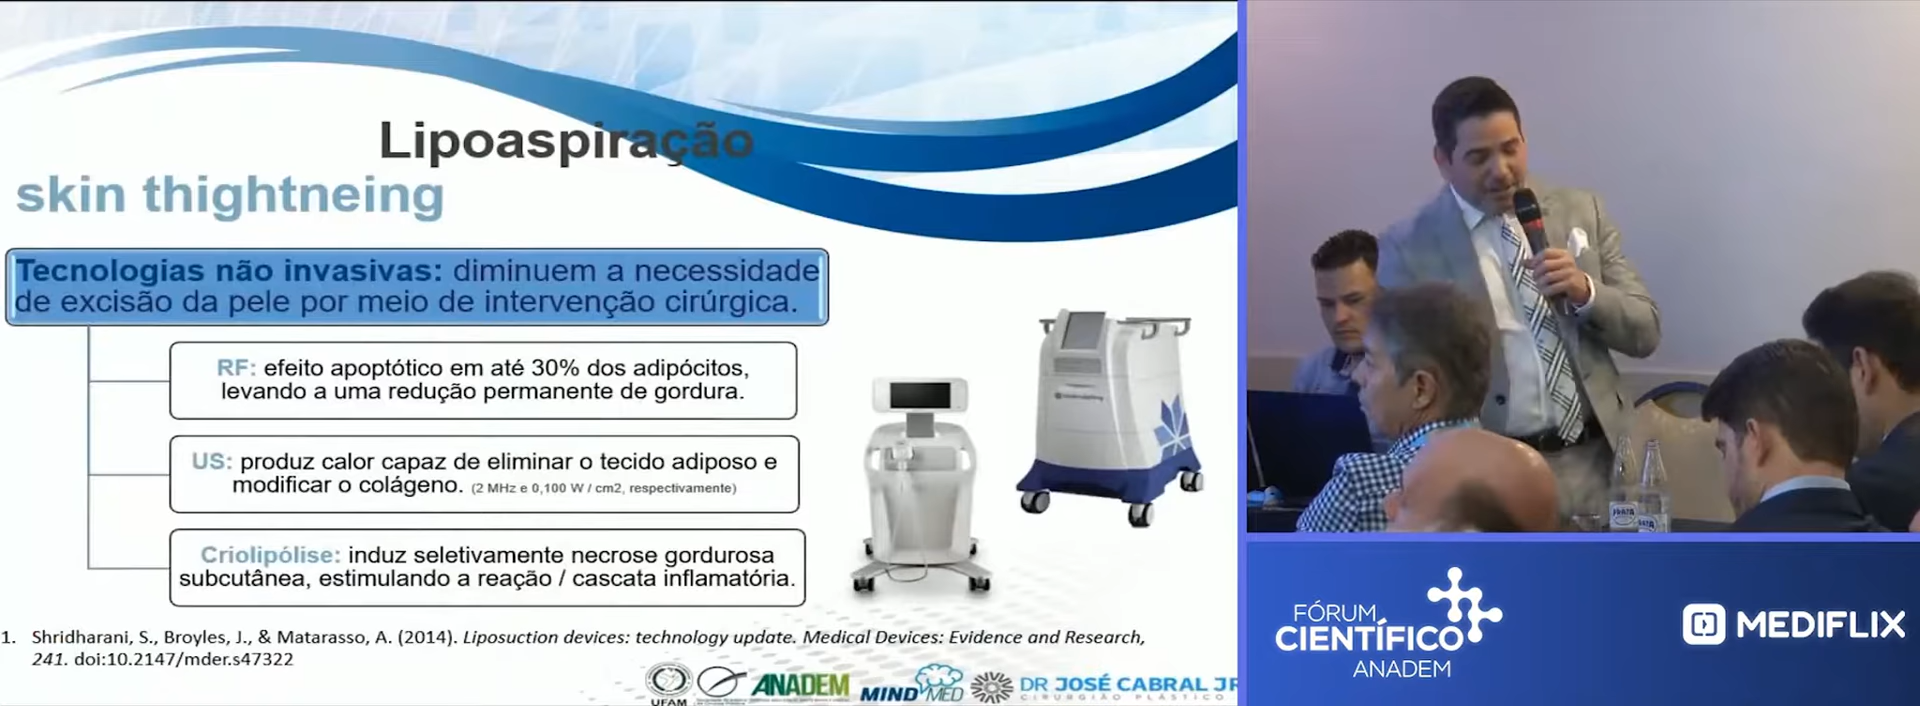 Lipoaspiração
skin thightneing
Tecnologias não invasivas: diminuem a necessidade
de excisão da pele por meio de intervenção cirúrgica.
RF: efeito apoptótico em até 30% dos adipócitos,
levando a uma redução permanente de gordura.
US: produz calor capaz de eliminar o tecido adiposo e
modificar o colágeno. (2 MHz e 0,100 W / cm2, respectivamente)
Criolipólise: induz seletivamente necrose gordurosa
subcutânea, estimulando a reação / cascata inflamatória.
1. Shridharani, S., Broyles, J., & Matarasso, A. (2014). Liposuction devices: technology update. Medical Devices: Evidence and Research,
241. doi:10.2147/mder.s47322
UFAM
ANADEM
MIND MED
DR JOSÉ CABRAL JR
CIRURGIÃO PLÁSTICO
PRATA
PRATA
FÓRUM
CIENTÍFICO
ANADEM
MEDIFLIX